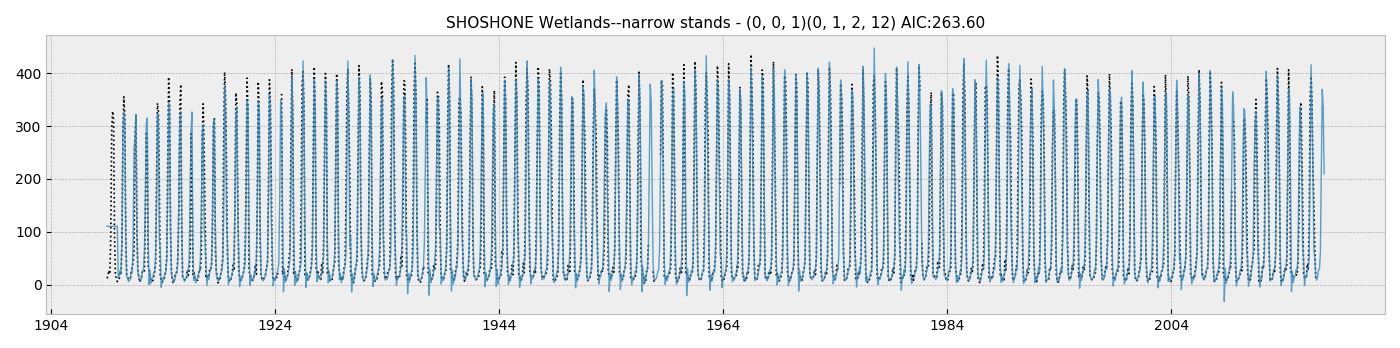 SHOSHONE Wetlands--narrow stands - (0, 0, 1)(0, 1, 2, 12) AIC:263.60
400
300
200
100
0
1904 1924 1944 1964 1984 2004